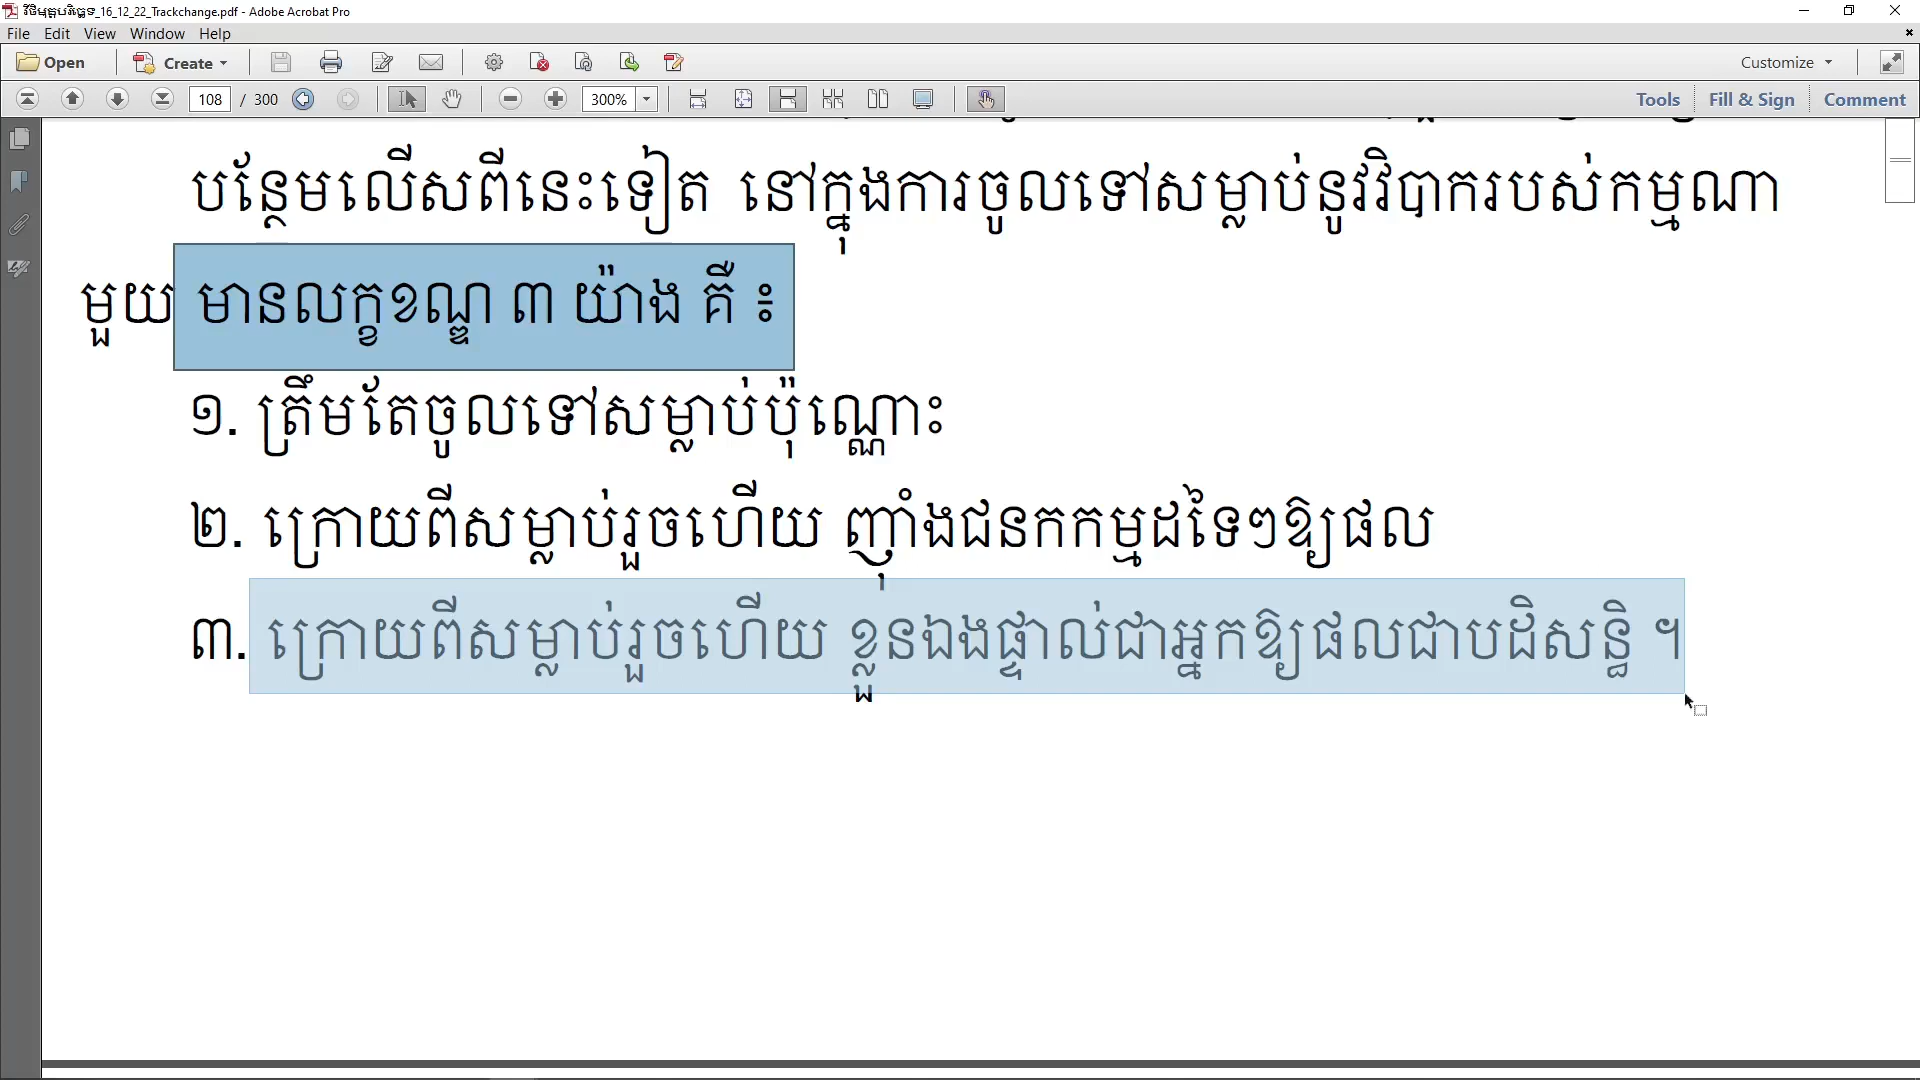 វិថីមុត្តបរិច្ឆេទ_16_12_22_Trackchange.pdf - Adobe Acrobat Pro
File Edit View Window Help
Open Create Customize
108 / 300 300% Tools Fill & Sign Comment
បន្ថែមលើសពីនេះទៀត នៅក្នុងការចូលទៅសម្លាប់នូវវិបាករបស់កម្មណា
មួយ មានលក្ខខណ្ឌ ៣ យ៉ាង គឺ ៖
១. ត្រឹមតែចូលទៅសម្លាប់ប៉ុណ្ណោះ
២. ក្រោយពីសម្លាប់រួចហើយ ញ៉ាំងជនកកម្មដទៃៗឱ្យផល
៣. ក្រោយពីសម្លាប់រួចហើយ ខ្លួនឯងផ្ទាល់ជាអ្នកឱ្យផលជាបដិសន្ធិ ។